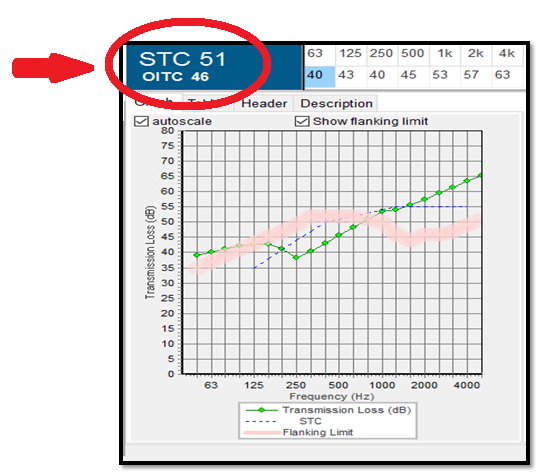 STC 51
OITC 46
63 125 250 500 1k 2k 4k
40 43 40 45 53 57 63
Header Description
autoscale Show flanking limit
80
75
70
65
60
55
50
45
40
35
30
25
20
15
10
5
0
Transmission Loss (dB)
63 125 250 500 1000 2000 4000
Frequency (Hz)
Transmission Loss (dB)
STC
Flanking Limit